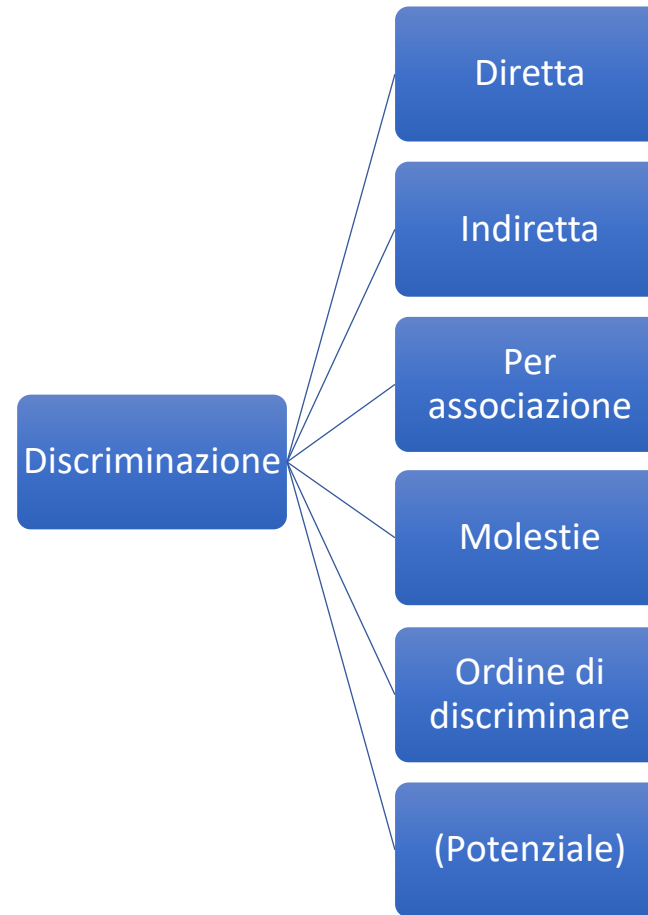 Discriminazione
Diretta
Indiretta
Per
associazione
Molestie
Ordine di
discriminare
(Potenziale)